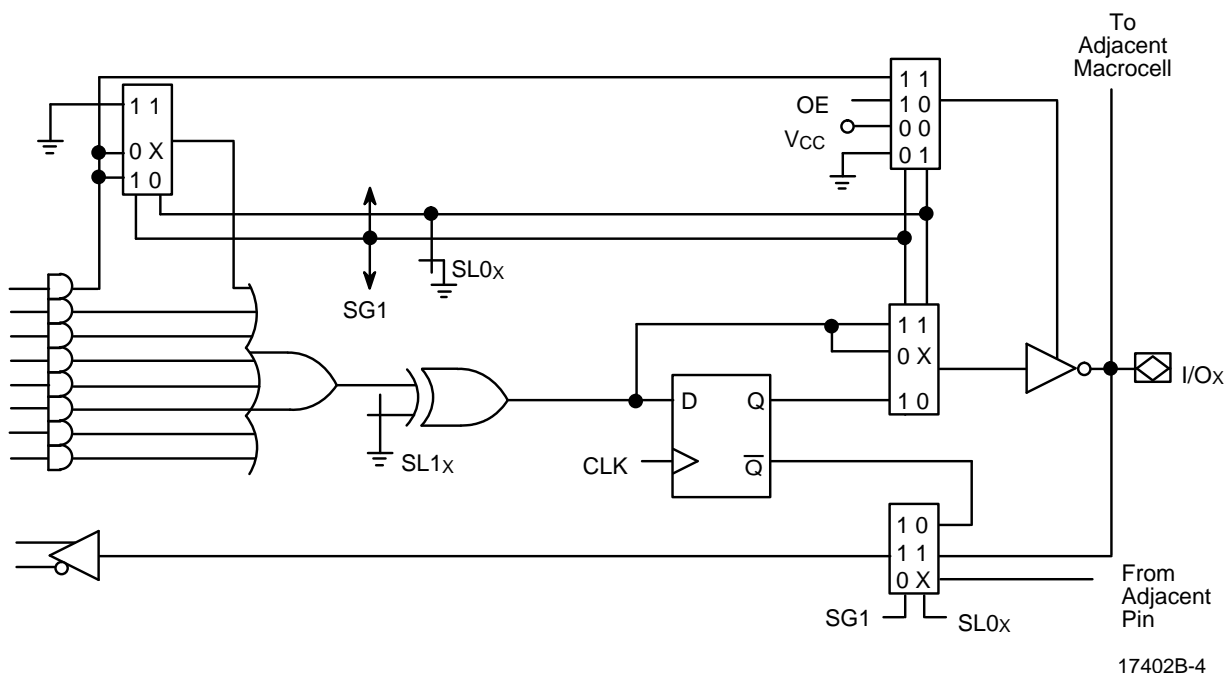 To
Adjacent
Macrocell
1 1
0 X
1 0
OE
VCC
1 1
1 0
0 0
0 1
SG1
SL0X
1 1
0 X
1 0
I/OX
D Q
CLK
Q̅
SL1X
1 0
1 1
0 X
SG1
SL0X
From
Adjacent
Pin
17402B-4